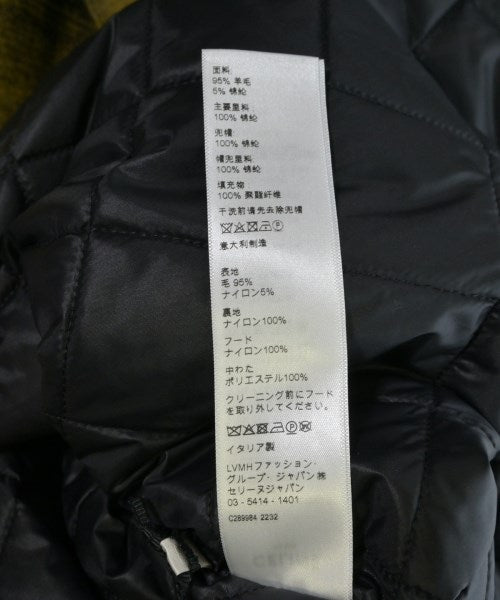 面料:
95% 羊毛
5% 锦纶
主要里料:
100% 锦纶
兜帽:
100% 锦纶
帽兜里料:
100% 锦纶
填充物
100% 聚酯纤维
干洗前请先去除兜帽
意大利制造
表地
毛 95%
ナイロン5%
裏地
ナイロン100%
フード
ナイロン100%
中わた
ポリエステル100%
クリーニング前にフード
を取り外してください。
イタリア製
LVMHファッション・
グループ・ジャパン㈱
セリーヌジャパン
03 - 5414 - 1401
C289984 2232